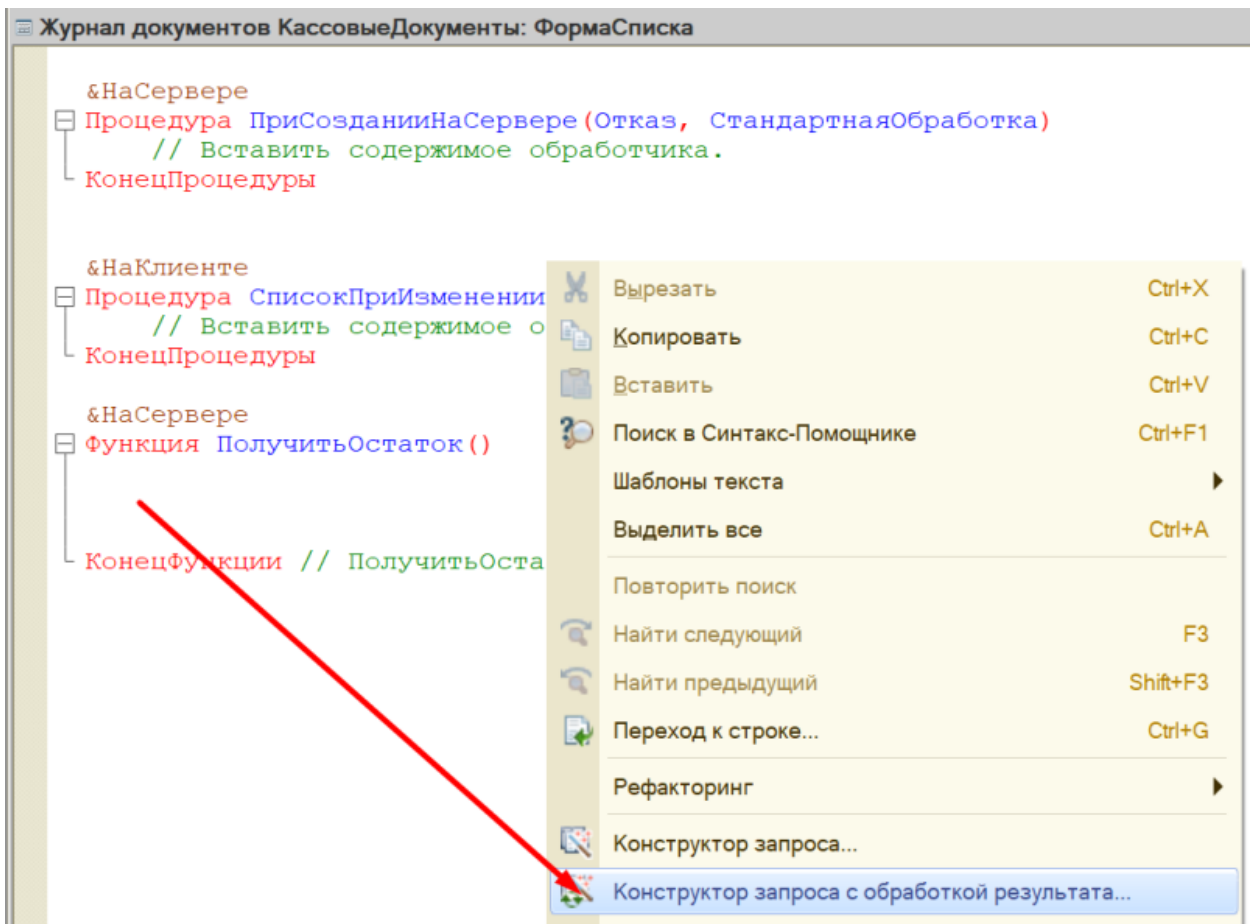 Журнал документов КассовыеДокументы: ФормаСписка
&НаСервере
Процедура ПриСозданииНаСервере(Отказ, СтандартнаяОбработка)
// Вставить содержимое обработчика.
КонецПроцедуры
&НаКлиенте
Процедура СписокПриИзменении
// Вставить содержимое о
КонецПроцедуры
&НаСервере
Функция ПолучитьОстаток()
КонецФункции // ПолучитьОста
Вырезать Ctrl+X
Копировать Ctrl+C
Вставить Ctrl+V
Поиск в Синтакс-Помощнике Ctrl+F1
Шаблоны текста
Выделить все Ctrl+A
Повторить поиск
Найти следующий F3
Найти предыдущий Shift+F3
Переход к строке... Ctrl+G
Рефакторинг
Конструктор запроса...
Конструктор запроса с обработкой результата...